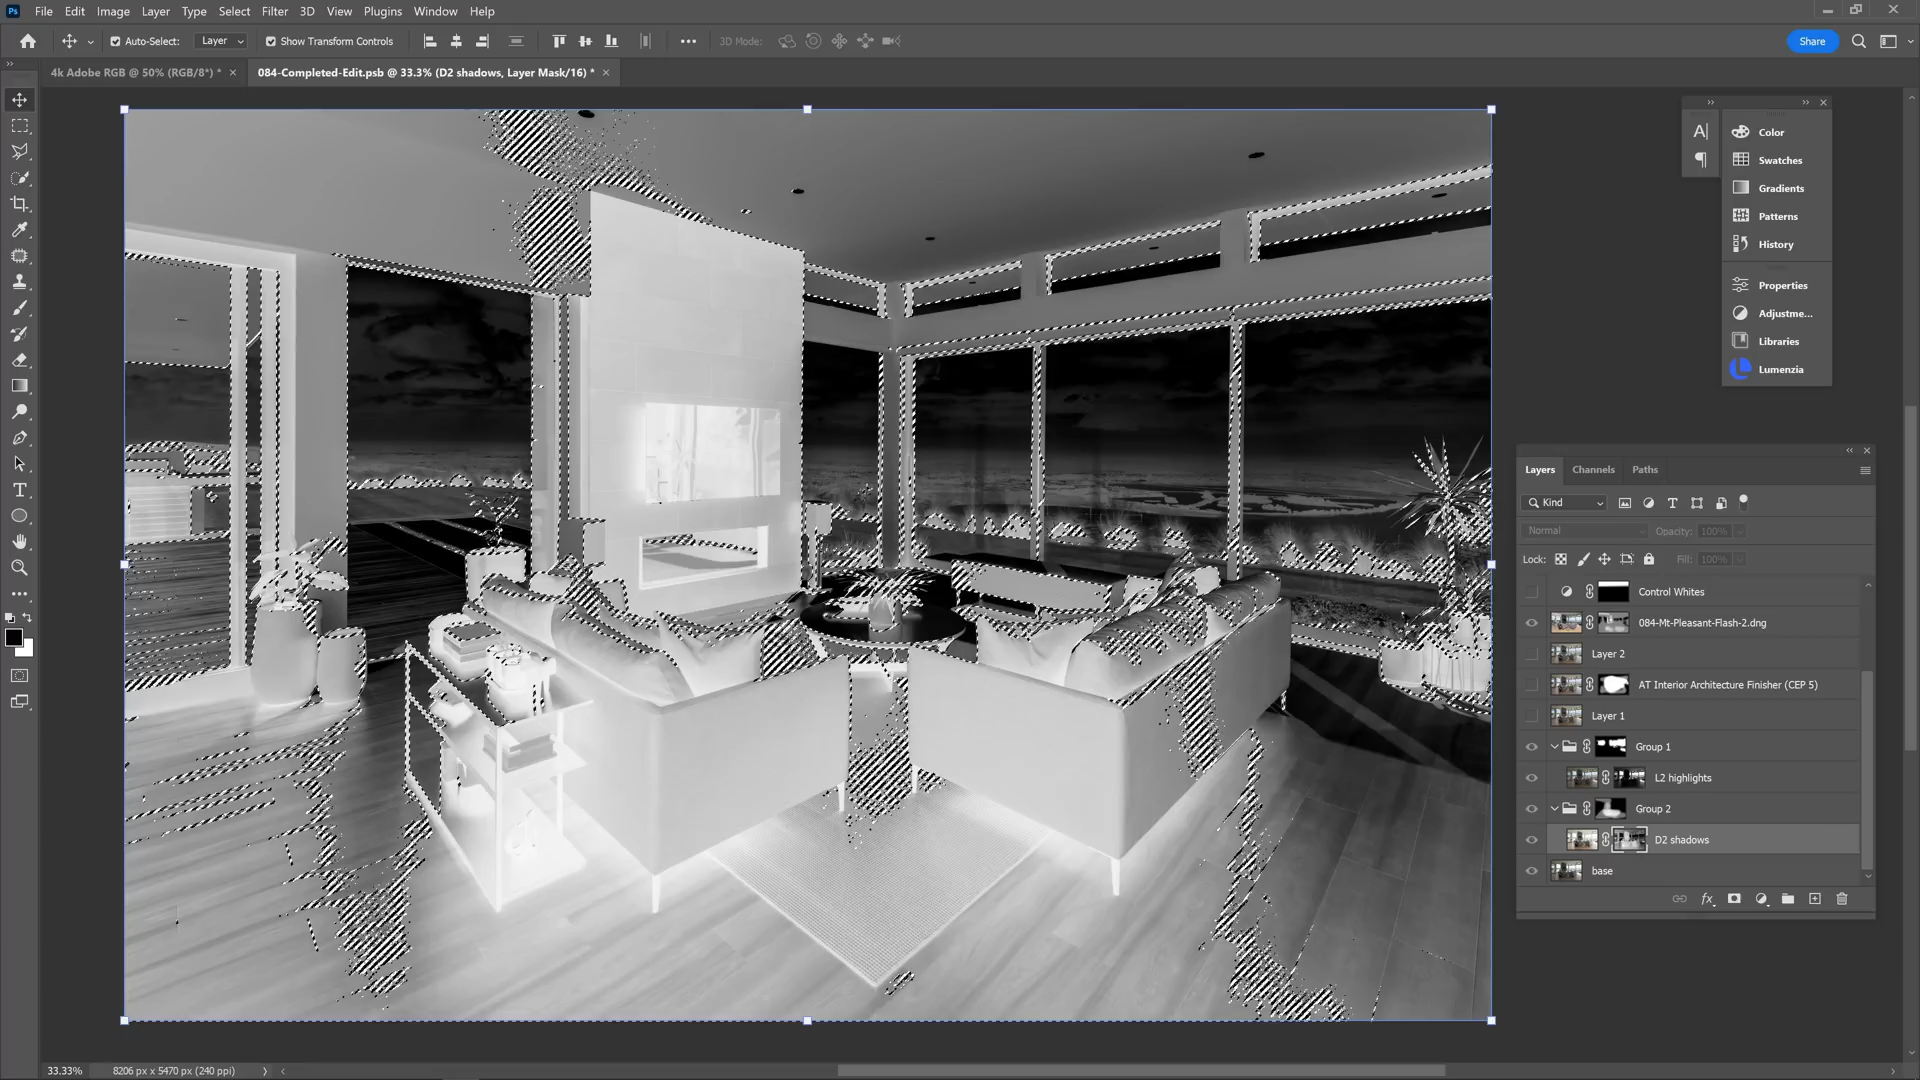 Ps File Edit Image Layer Type Select Filter 3D View Plugins Window Help
Auto-Select: Layer Show Transform Controls 3D Mode: Share
4k Adobe RGB @ 50% (RGB/8*) * × 084-Completed-Edit.psb @ 33.3% (D2 shadows, Layer Mask/16) * ×
Color
Swatches
Gradients
Patterns
History
Properties
Adjustme...
Libraries
Lumenzia
Layers Channels Paths
Kind
Normal Opacity: 100%
Lock: Fill: 100%
Control Whites
084-Mt-Pleasant-Flash-2.dng
Layer 2
AT Interior Architecture Finisher (CEP 5)
Layer 1
Group 1
L2 highlights
Group 2
D2 shadows
base
fx
33.33% 8206 px x 5470 px (240 ppi)